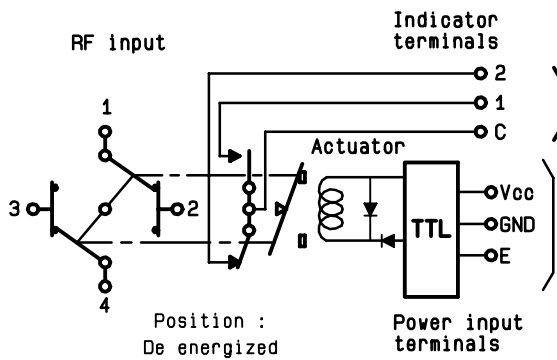 Indicator
terminals
RF input
2
1
C
1
Actuator
3
2
Vcc
TTL
GND
E
4
Position :
De energized
Power input
terminals